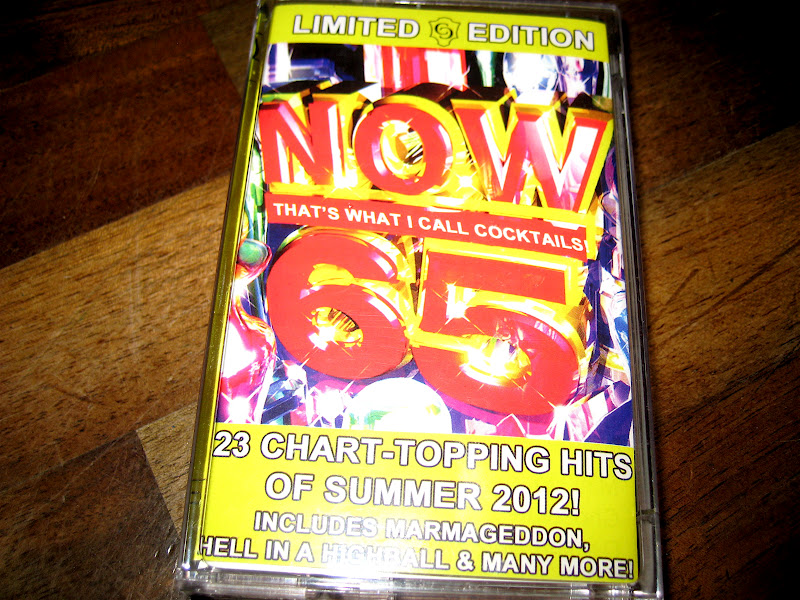 LIMITED EDITION
NOW
THAT'S WHAT I CALL COCKTAILS!
65
23 CHART-TOPPING HITS
OF SUMMER 2012!
INCLUDES MARMAGEDDON,
HELL IN A HIGHBALL & MANY MORE!